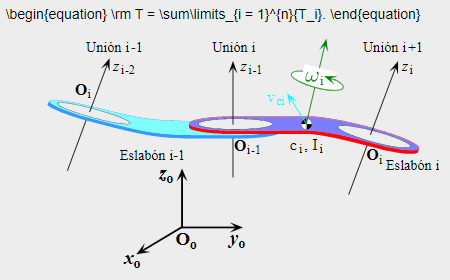 \begin{equation} \rm T = \sum\limits_{i = 1}^{n}{T_i}. \end{equation}
Unión i-1 Unión i Unión i+1
z_{i-2} z_{i-1} ω_i z_i
O_i v_{ci}
O_{i-1} c_i, I_i O_i
Eslabón i-1 Eslabón i
z_0
O_0 y_0
x_0